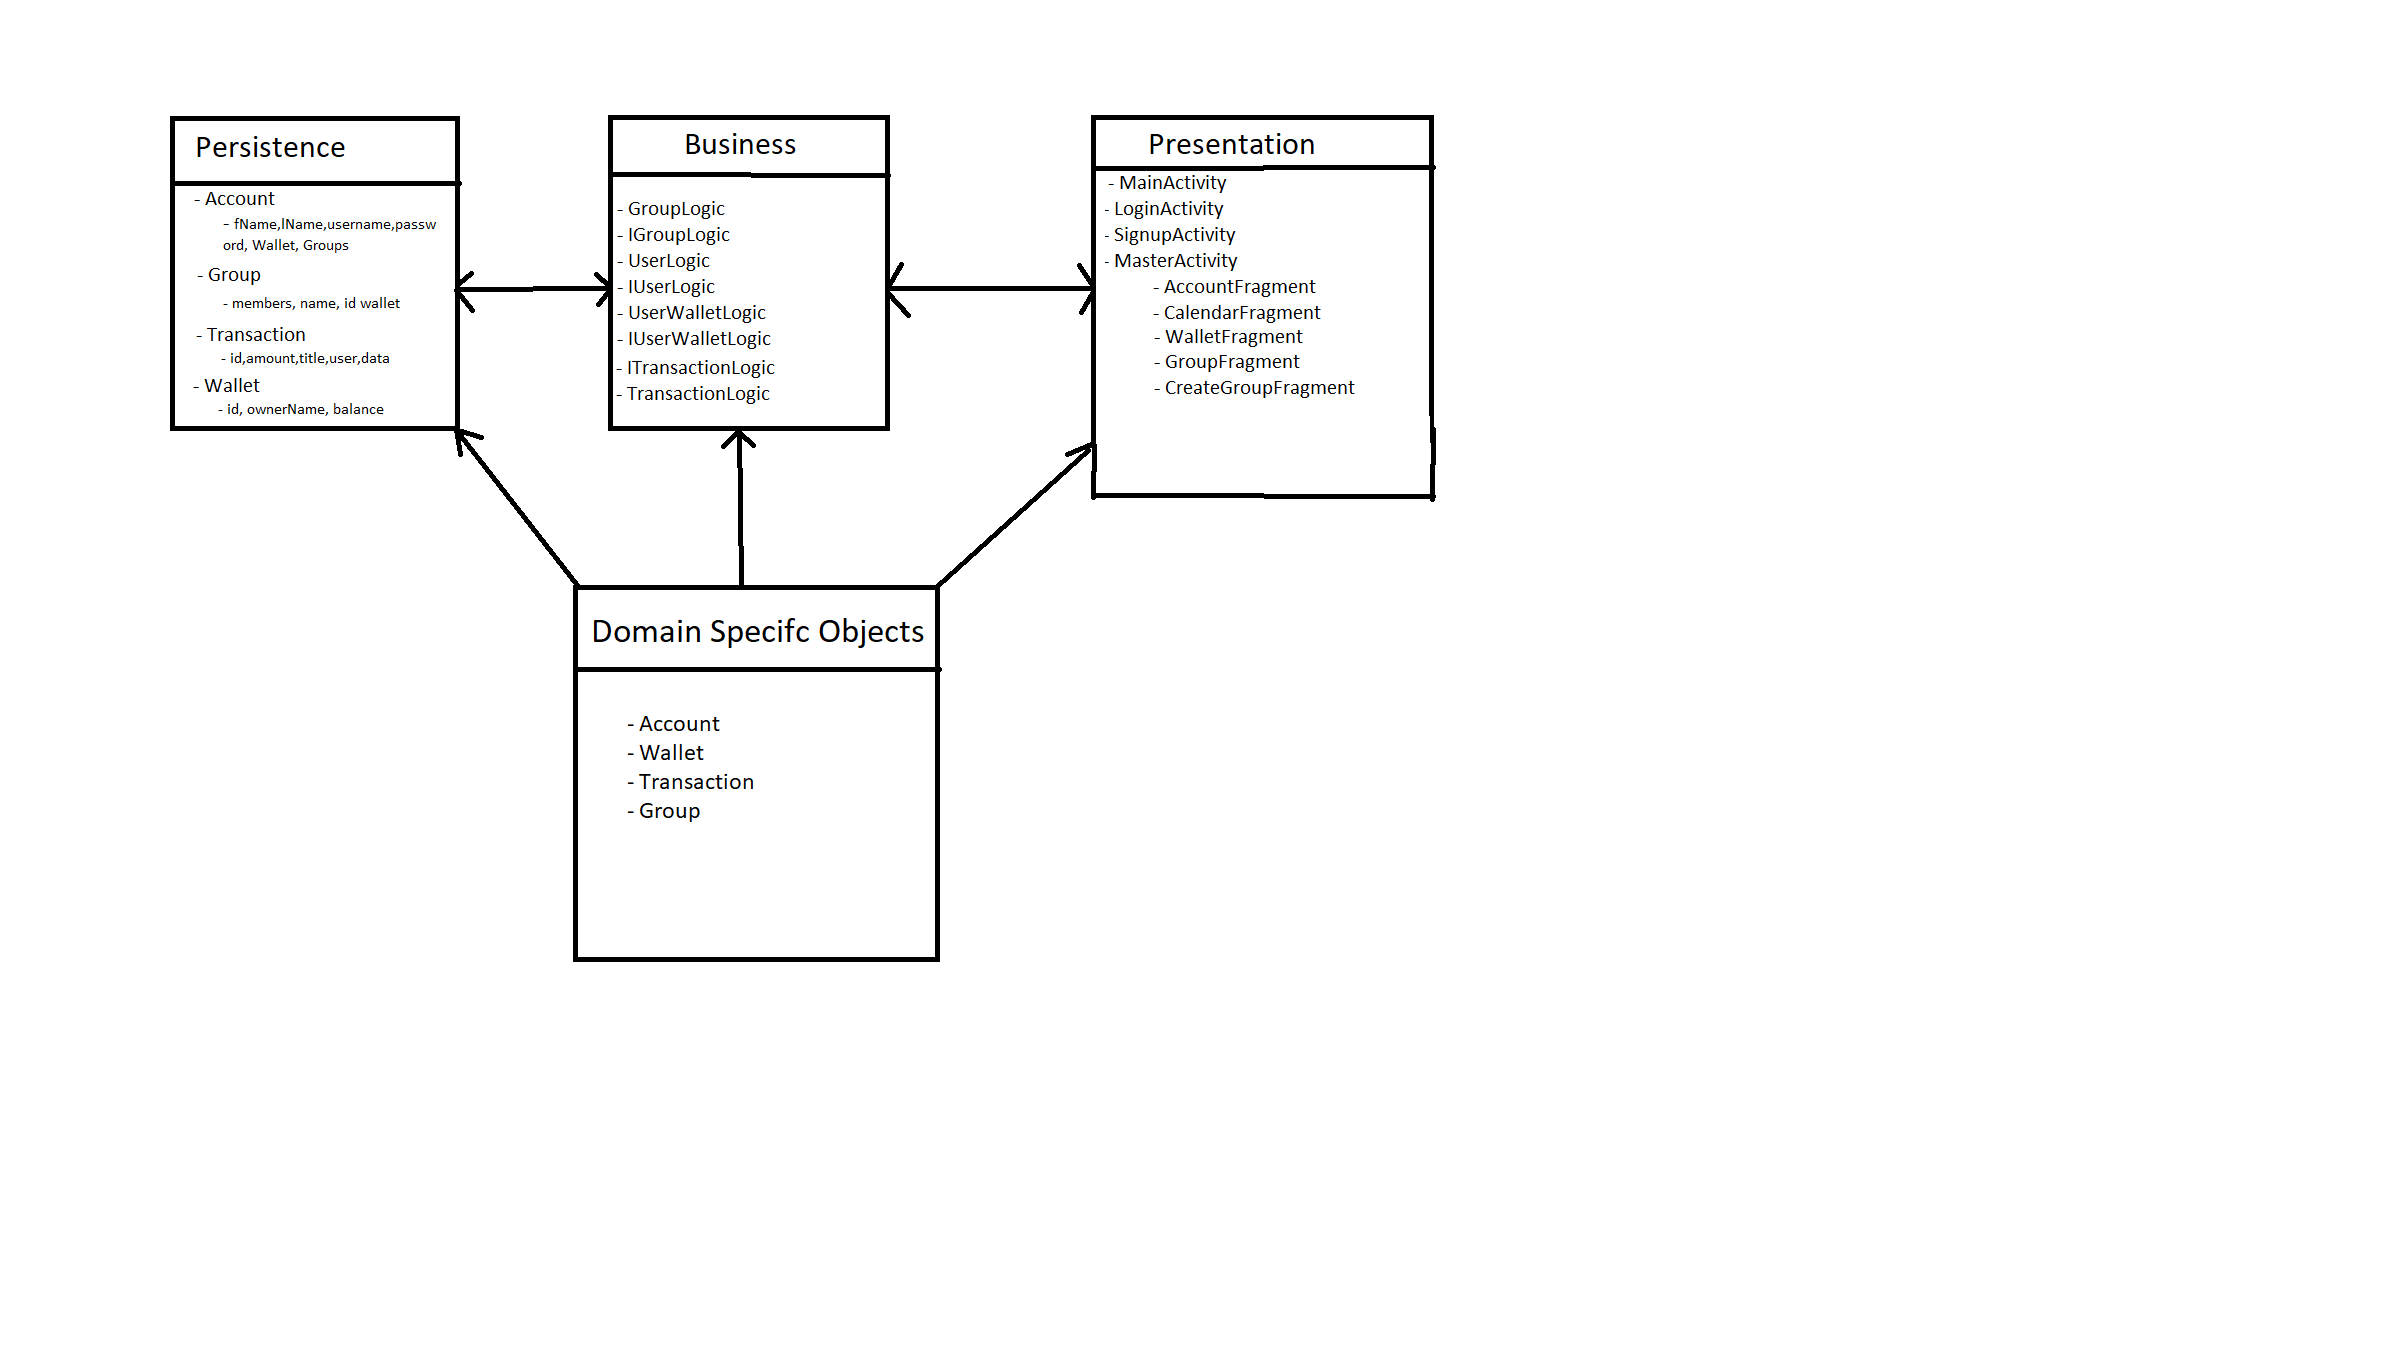 Persistence
- Account
- fName,lName,username,passw
ord, Wallet, Groups
- Group
- members, name, id wallet
- Transaction
- id,amount,title,user,data
- Wallet
- id, ownerName, balance
Business
- GroupLogic
- IGroupLogic
- UserLogic
- IUserLogic
- UserWalletLogic
- IUserWalletLogic
- ITransactionLogic
- TransactionLogic
Presentation
- MainActivity
- LoginActivity
- SignupActivity
- MasterActivity
- AccountFragment
- CalendarFragment
- WalletFragment
- GroupFragment
- CreateGroupFragment
Domain Specifc Objects
- Account
- Wallet
- Transaction
- Group